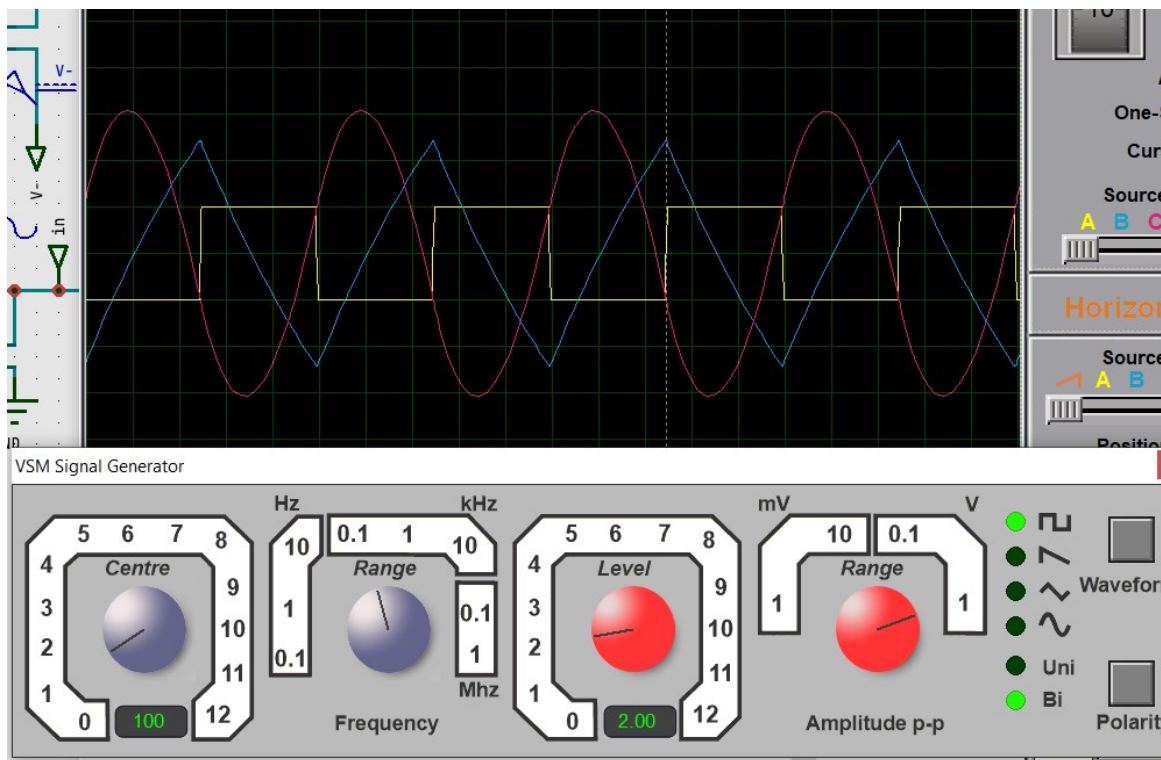 10
V-
One-
Cur
Source
A B C
V-
in
Horizon
Source
A B
Position
VSM Signal Generator
Hz kHz mV V
5 6 7 8 10 0.1 1 10 5 6 7 8 10 0.1
4 Centre 9 Range 4 Level 9 Range Waveform
3 10 1 0.1 3 10 1 1
2 11 0.1 1 2 11 Uni
1 Mhz 1 Bi
0 100 12 Frequency 0 2.00 12 Amplitude p-p Polarit